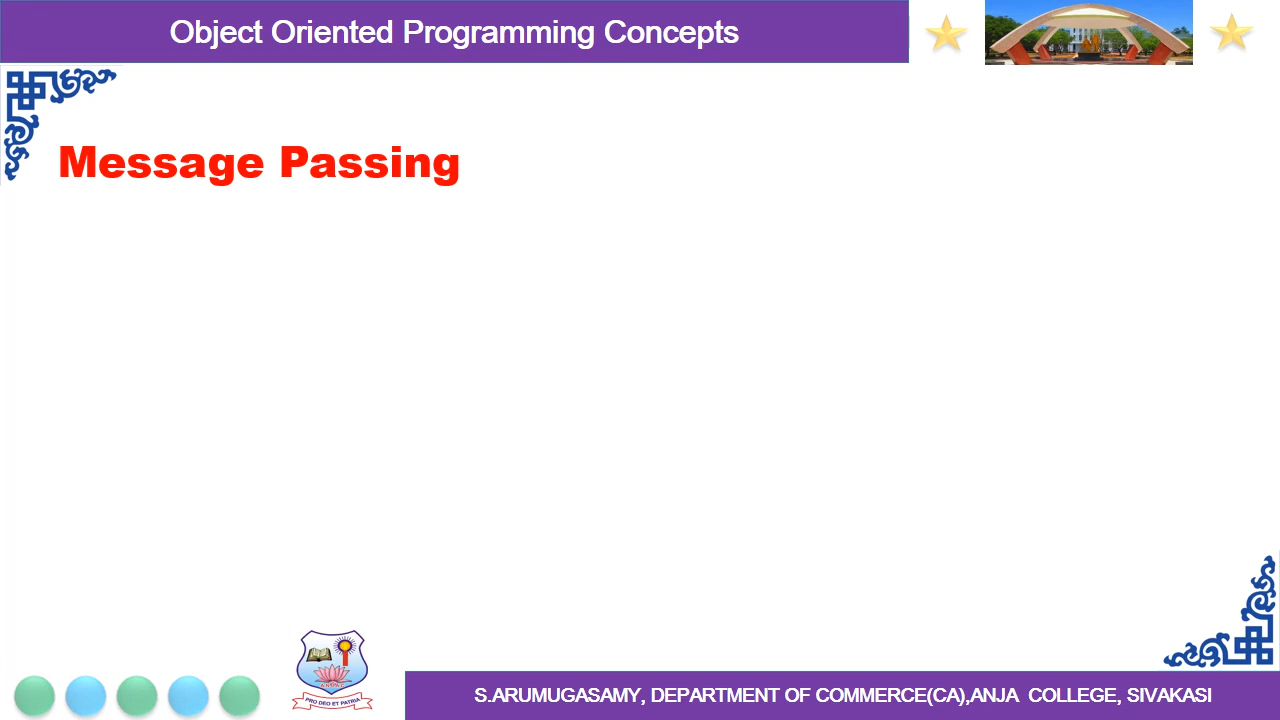 Object Oriented Programming Concepts
Message Passing
PRO DEO ET PATRIA
S.ARUMUGASAMY, DEPARTMENT OF COMMERCE(CA),ANJA COLLEGE, SIVAKASI